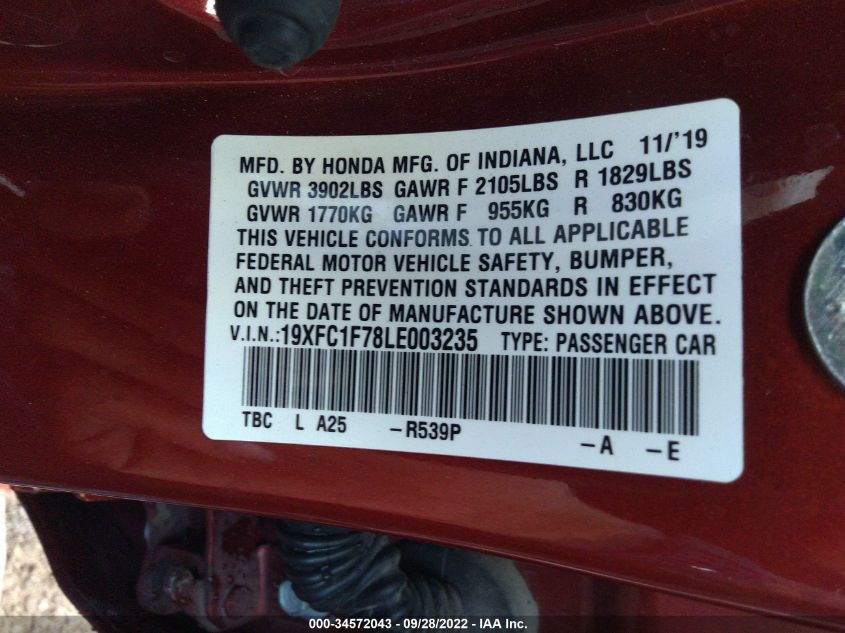 MFD. BY HONDA MFG. OF INDIANA, LLC 11/'19
GVWR 3902LBS GAWR F 2105LBS R 1829LBS
GVWR 1770KG GAWR F 955KG R 830KG
THIS VEHICLE CONFORMS TO ALL APPLICABLE
FEDERAL MOTOR VEHICLE SAFETY, BUMPER,
AND THEFT PREVENTION STANDARDS IN EFFECT
ON THE DATE OF MANUFACTURE SHOWN ABOVE.
V.I.N.:19XFC1F78LE003235 TYPE: PASSENGER CAR
TBC L A25 -R539P -A -E
000-34572043 / 09/28/2022 - IAA Inc.